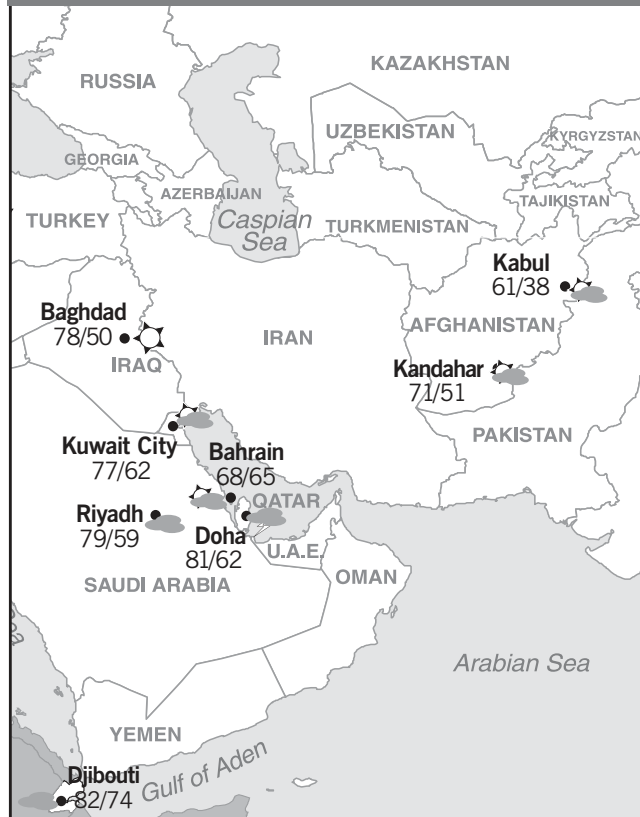 KAZAKHSTAN
RUSSIA
UZBEKISTAN
KYRGYZSTAN
GEORGIA
AZERBAIJAN
TAJIKISTAN
TURKEY
Caspian
Sea
TURKMENISTAN
Kabul
61/38
Baghdad
78/50
IRAN
AFGHANISTAN
IRAQ
Kandahar
71/51
PAKISTAN
Kuwait City
77/62
Bahrain
68/65
QATAR
Riyadh
79/59
Doha
81/62
U.A.E.
SAUDI ARABIA
OMAN
Arabian Sea
YEMEN
Gulf of Aden
Djibouti
82/74